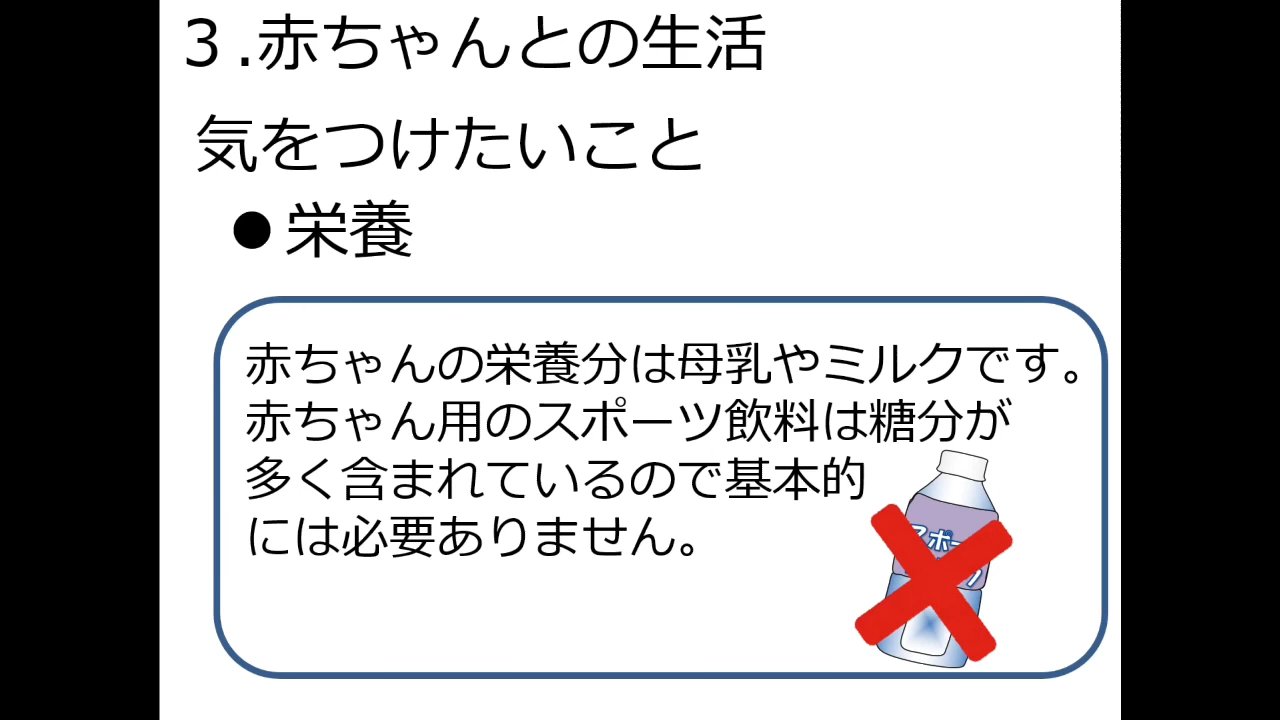 ３.赤ちゃんとの生活
気をつけたいこと
●栄養
赤ちゃんの栄養分は母乳やミルクです。
赤ちゃん用のスポーツ飲料は糖分が
多く含まれているので基本的
には必要ありません。